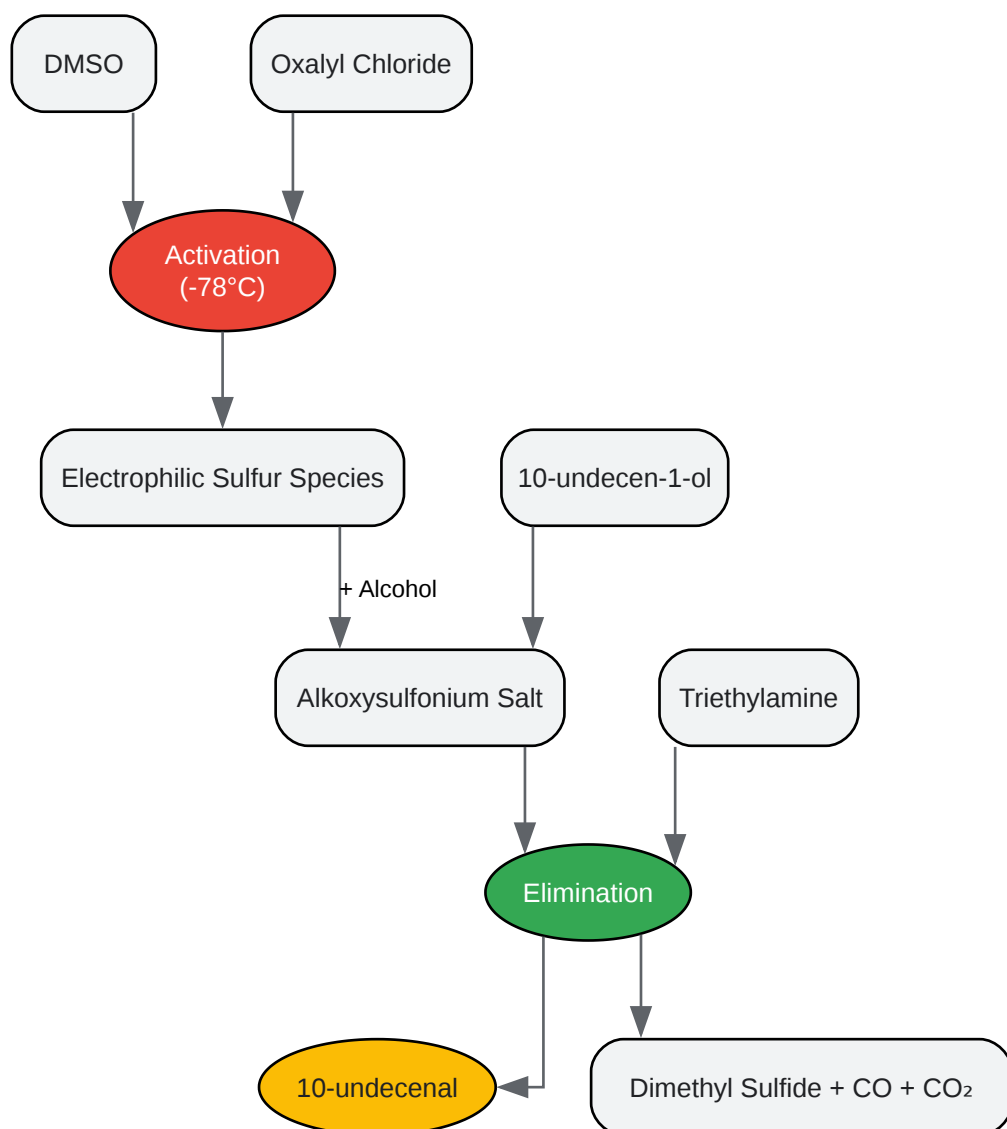 DMSO
Oxalyl Chloride
Activation
(-78°C)
Electrophilic Sulfur Species
10-undecen-1-ol
+ Alcohol
Alkoxysulfonium Salt
Triethylamine
Elimination
10-undecenal
Dimethyl Sulfide + CO + CO₂